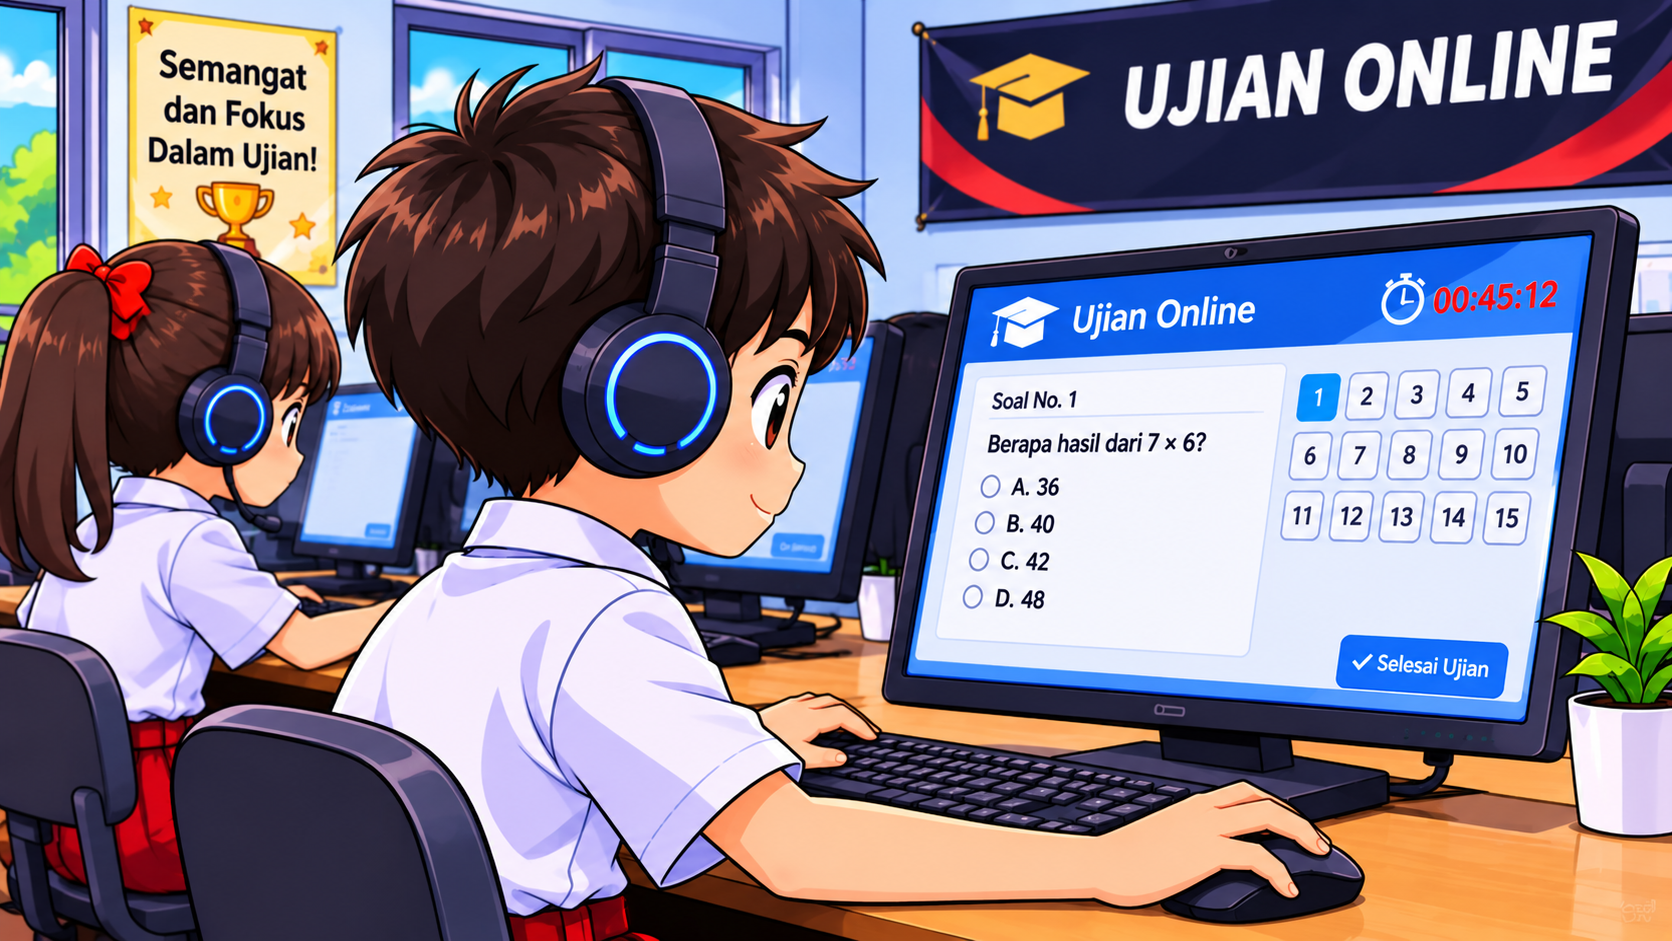 Semangat
dan Fokus
Dalam Ujian!
UJIAN ONLINE
Ujian Online
00:45:12
Soal No. 1
Berapa hasil dari 7 × 6?
A. 36
B. 40
C. 42
D. 48
1 2 3 4 5
6 7 8 9 10
11 12 13 14 15
Selesai Ujian